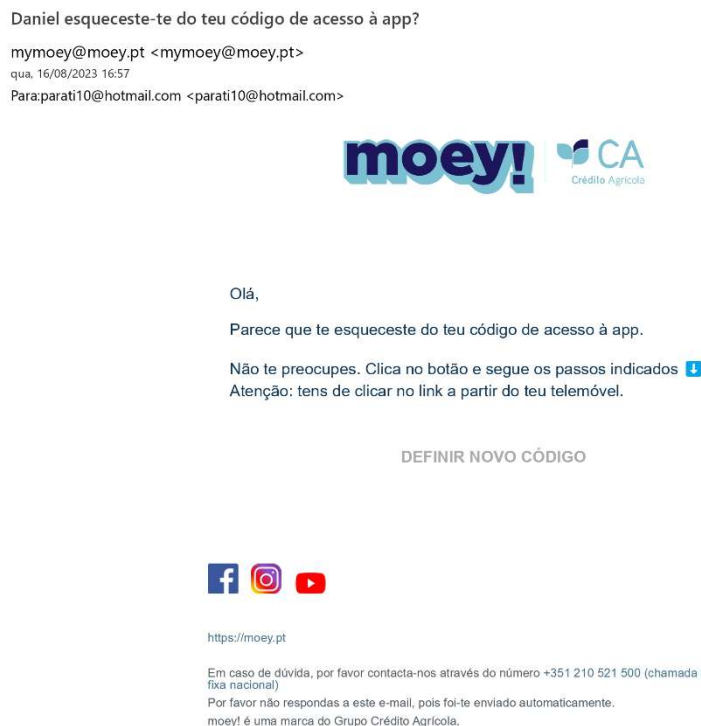 Daniel esqueceste-te do teu código de acesso à app?
mymoey@moey.pt <mymoey@moey.pt>
qua, 16/08/2023 16:57
Para:parati10@hotmail.com <parati10@hotmail.com>
moey! CA
Crédito Agrícola
Olá,
Parece que te esqueceste do teu código de acesso à app.
Não te preocupes. Clica no botão e segue os passos indicados ⬇️
Atenção: tens de clicar no link a partir do teu telemóvel.
DEFINIR NOVO CÓDIGO
https://moey.pt
Em caso de dúvida, por favor contacta-nos através do número +351 210 521 500 (chamada
fixa nacional)
Por favor não respondas a este e-mail, pois foi-te enviado automaticamente.
moey! é uma marca do Grupo Crédito Agrícola.